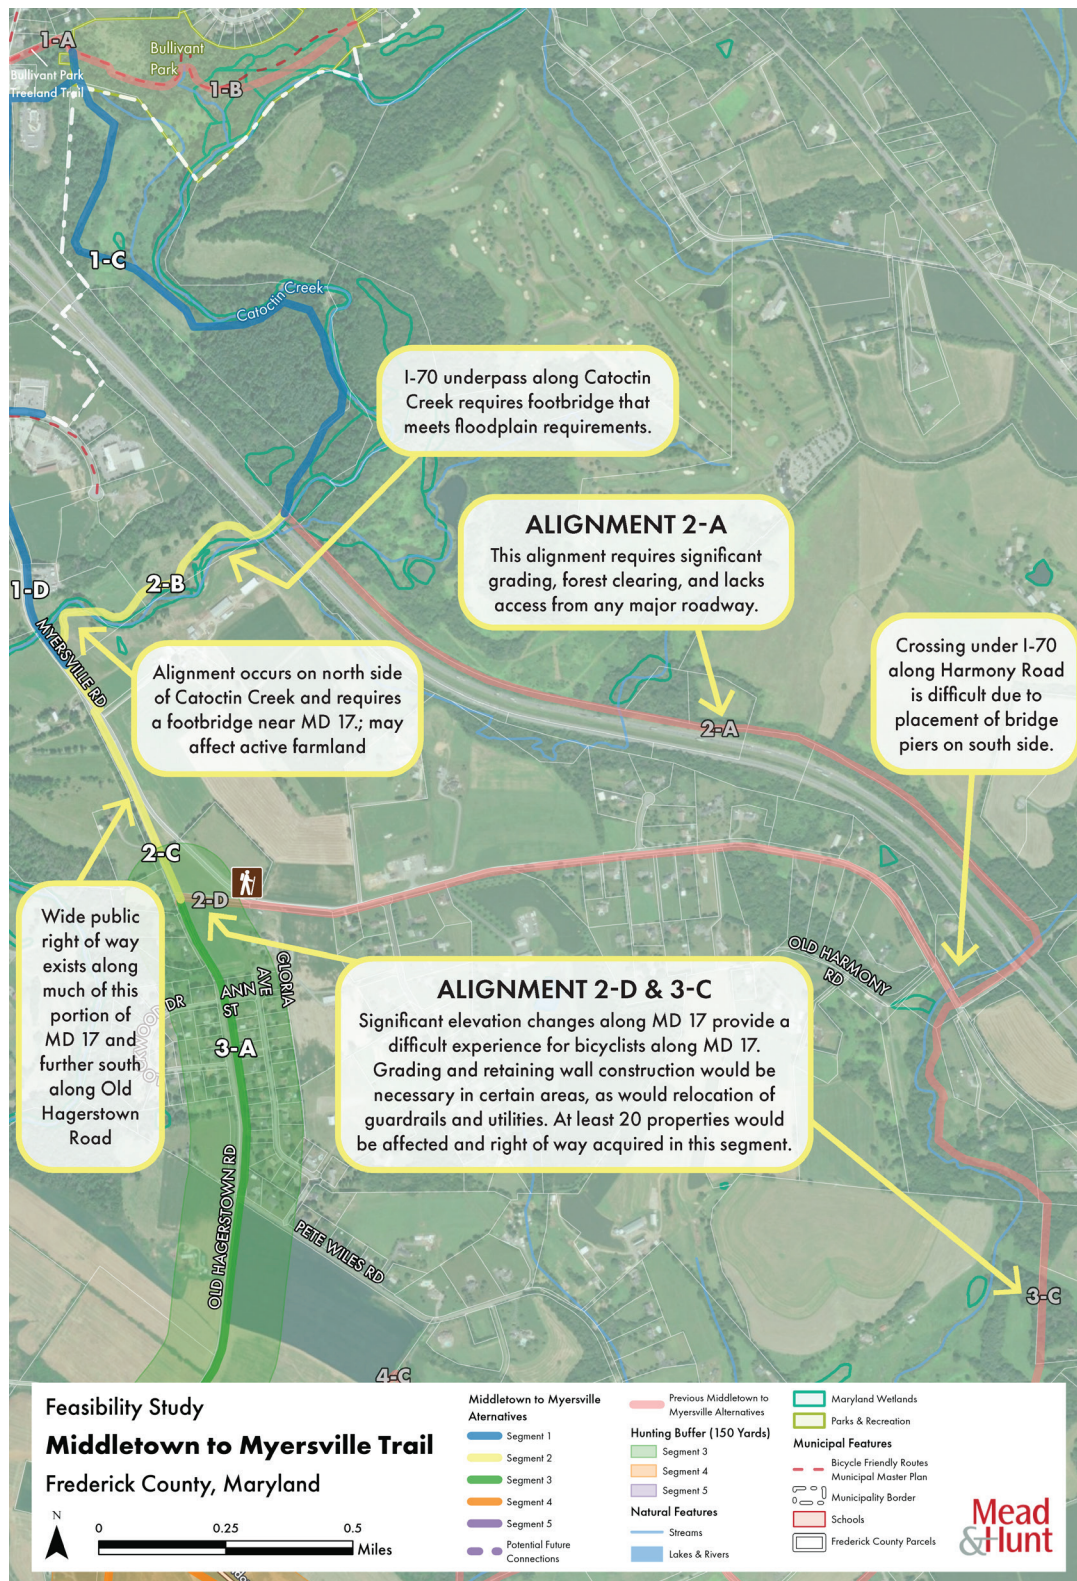 1-A
Bullivant
Park
Bullivant Park
Treeland Trail
1-B
1-C
Catoctin Creek
I-70 underpass along Catoctin
Creek requires footbridge that
meets floodplain requirements.
ALIGNMENT 2-A
This alignment requires significant
grading, forest clearing, and lacks
access from any major roadway.
1-D
2-B
MYERSVILLE RD
Alignment occurs on north side
of Catoctin Creek and requires
a footbridge near MD 17.; may
affect active farmland
Crossing under I-70
along Harmony Road
is difficult due to
placement of bridge
piers on south side.
2-A
2-C
2-D
Wide public
right of way
exists along
much of this
portion of
MD 17 and
further south
along Old
Hagerstown
Road
OLD HARMONY
RD
GLORIA
AVE
ANN
ST
DR
3-A
ALIGNMENT 2-D & 3-C
Significant elevation changes along MD 17 provide a
difficult experience for bicyclists along MD 17.
Grading and retaining wall construction would be
necessary in certain areas, as would relocation of
guardrails and utilities. At least 20 properties would
be affected and right of way acquired in this segment.
OLD HAGERSTOWN RD
PETE WILES RD
3-C
4-C
Feasibility Study
Middletown to Myersville Trail
Frederick County, Maryland
N
0 0.25 0.5
Miles
Middletown to Myersville
Aternatives
Segment 1
Segment 2
Segment 3
Segment 4
Segment 5
Potential Future
Connections
Previous Middletown to
Myersville Alternatives
Hunting Buffer (150 Yards)
Segment 3
Segment 4
Segment 5
Natural Features
Streams
Lakes & Rivers
Maryland Wetlands
Parks & Recreation
Municipal Features
Bicycle Friendly Routes
Municipal Master Plan
Municipality Border
Schools
Frederick County Parcels
Mead
&Hunt